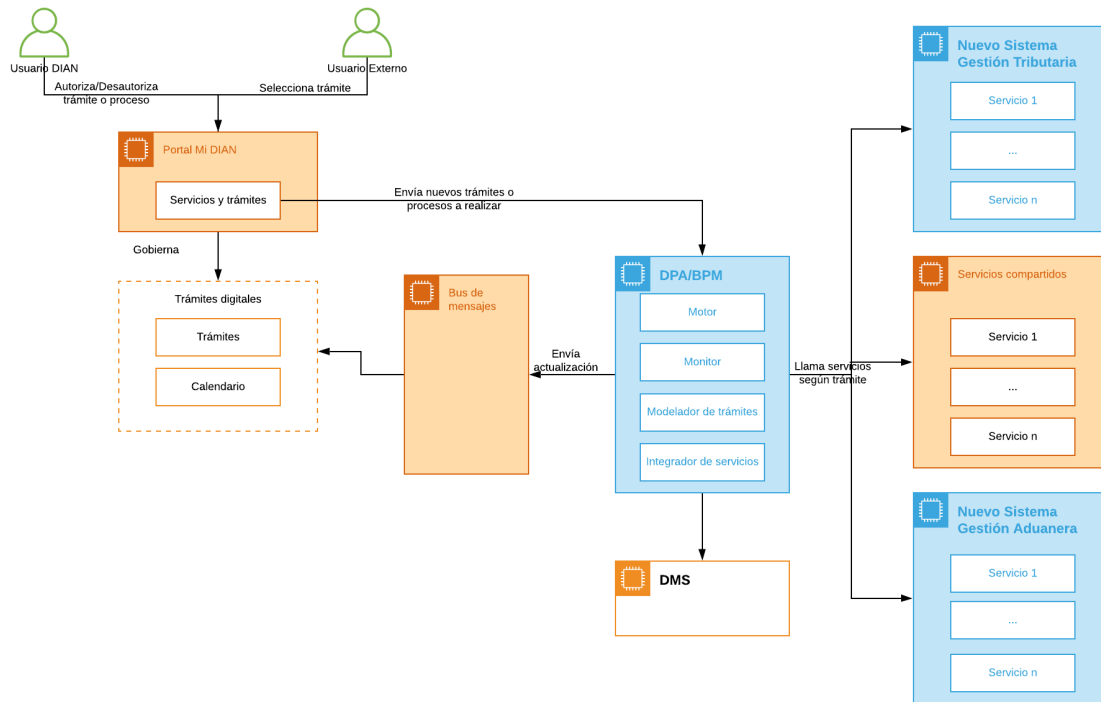 Usuario DIAN
Usuario Externo
Autoriza/Desautoriza
trámite o proceso
Selecciona trámite
Portal Mi DIAN
Servicios y trámites
Envía nuevos trámites o
procesos a realizar
Gobierna
Trámites digitales
Trámites
Calendario
Bus de
mensajes
Envía
actualización
DPA/BPM
Motor
Monitor
Modelador de trámites
Integrador de servicios
Llama servicios
según trámite
DMS
Nuevo Sistema
Gestión Tributaria
Servicio 1
...
Servicio n
Servicios compartidos
Servicio 1
...
Servicio n
Nuevo Sistema
Gestión Aduanera
Servicio 1
...
Servicio n